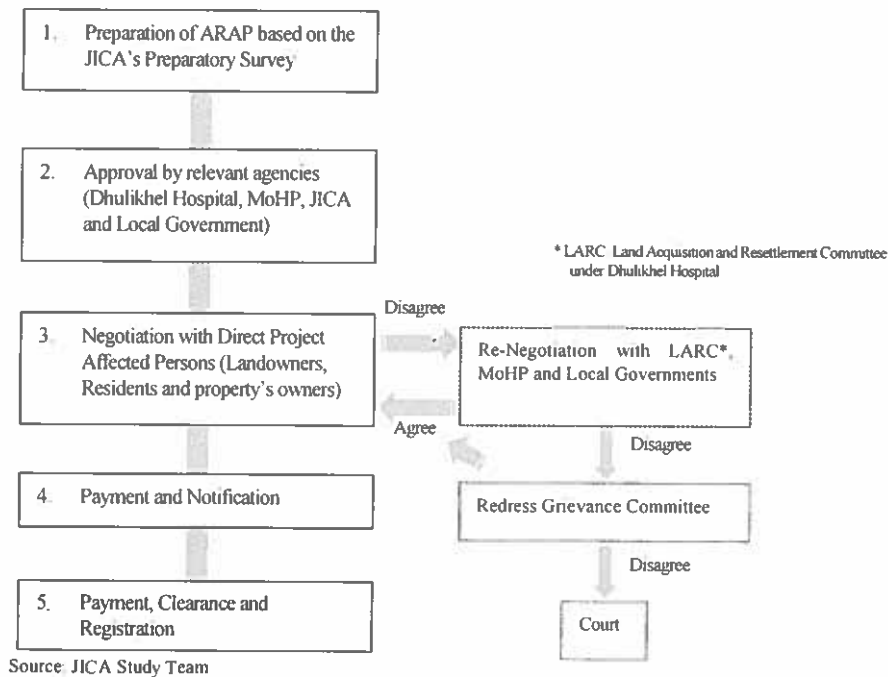 1. Preparation of ARAP based on the
JICA's Preparatory Survey
2. Approval by relevant agencies
(Dhulikhel Hospital, MoHP, JICA
and Local Government)
* LARC Land Acquisition and Resettlement Committee
under Dhulikhel Hospital
3. Negotiation with Direct Project
Affected Persons (Landowners,
Residents and property's owners)
Disagree
Re-Negotiation with LARC*,
MoHP and Local Governments
Agree
Disagree
4. Payment and Notification
Redress Grievance Committee
Disagree
5. Payment, Clearance and
Registration
Court
Source: JICA Study Team